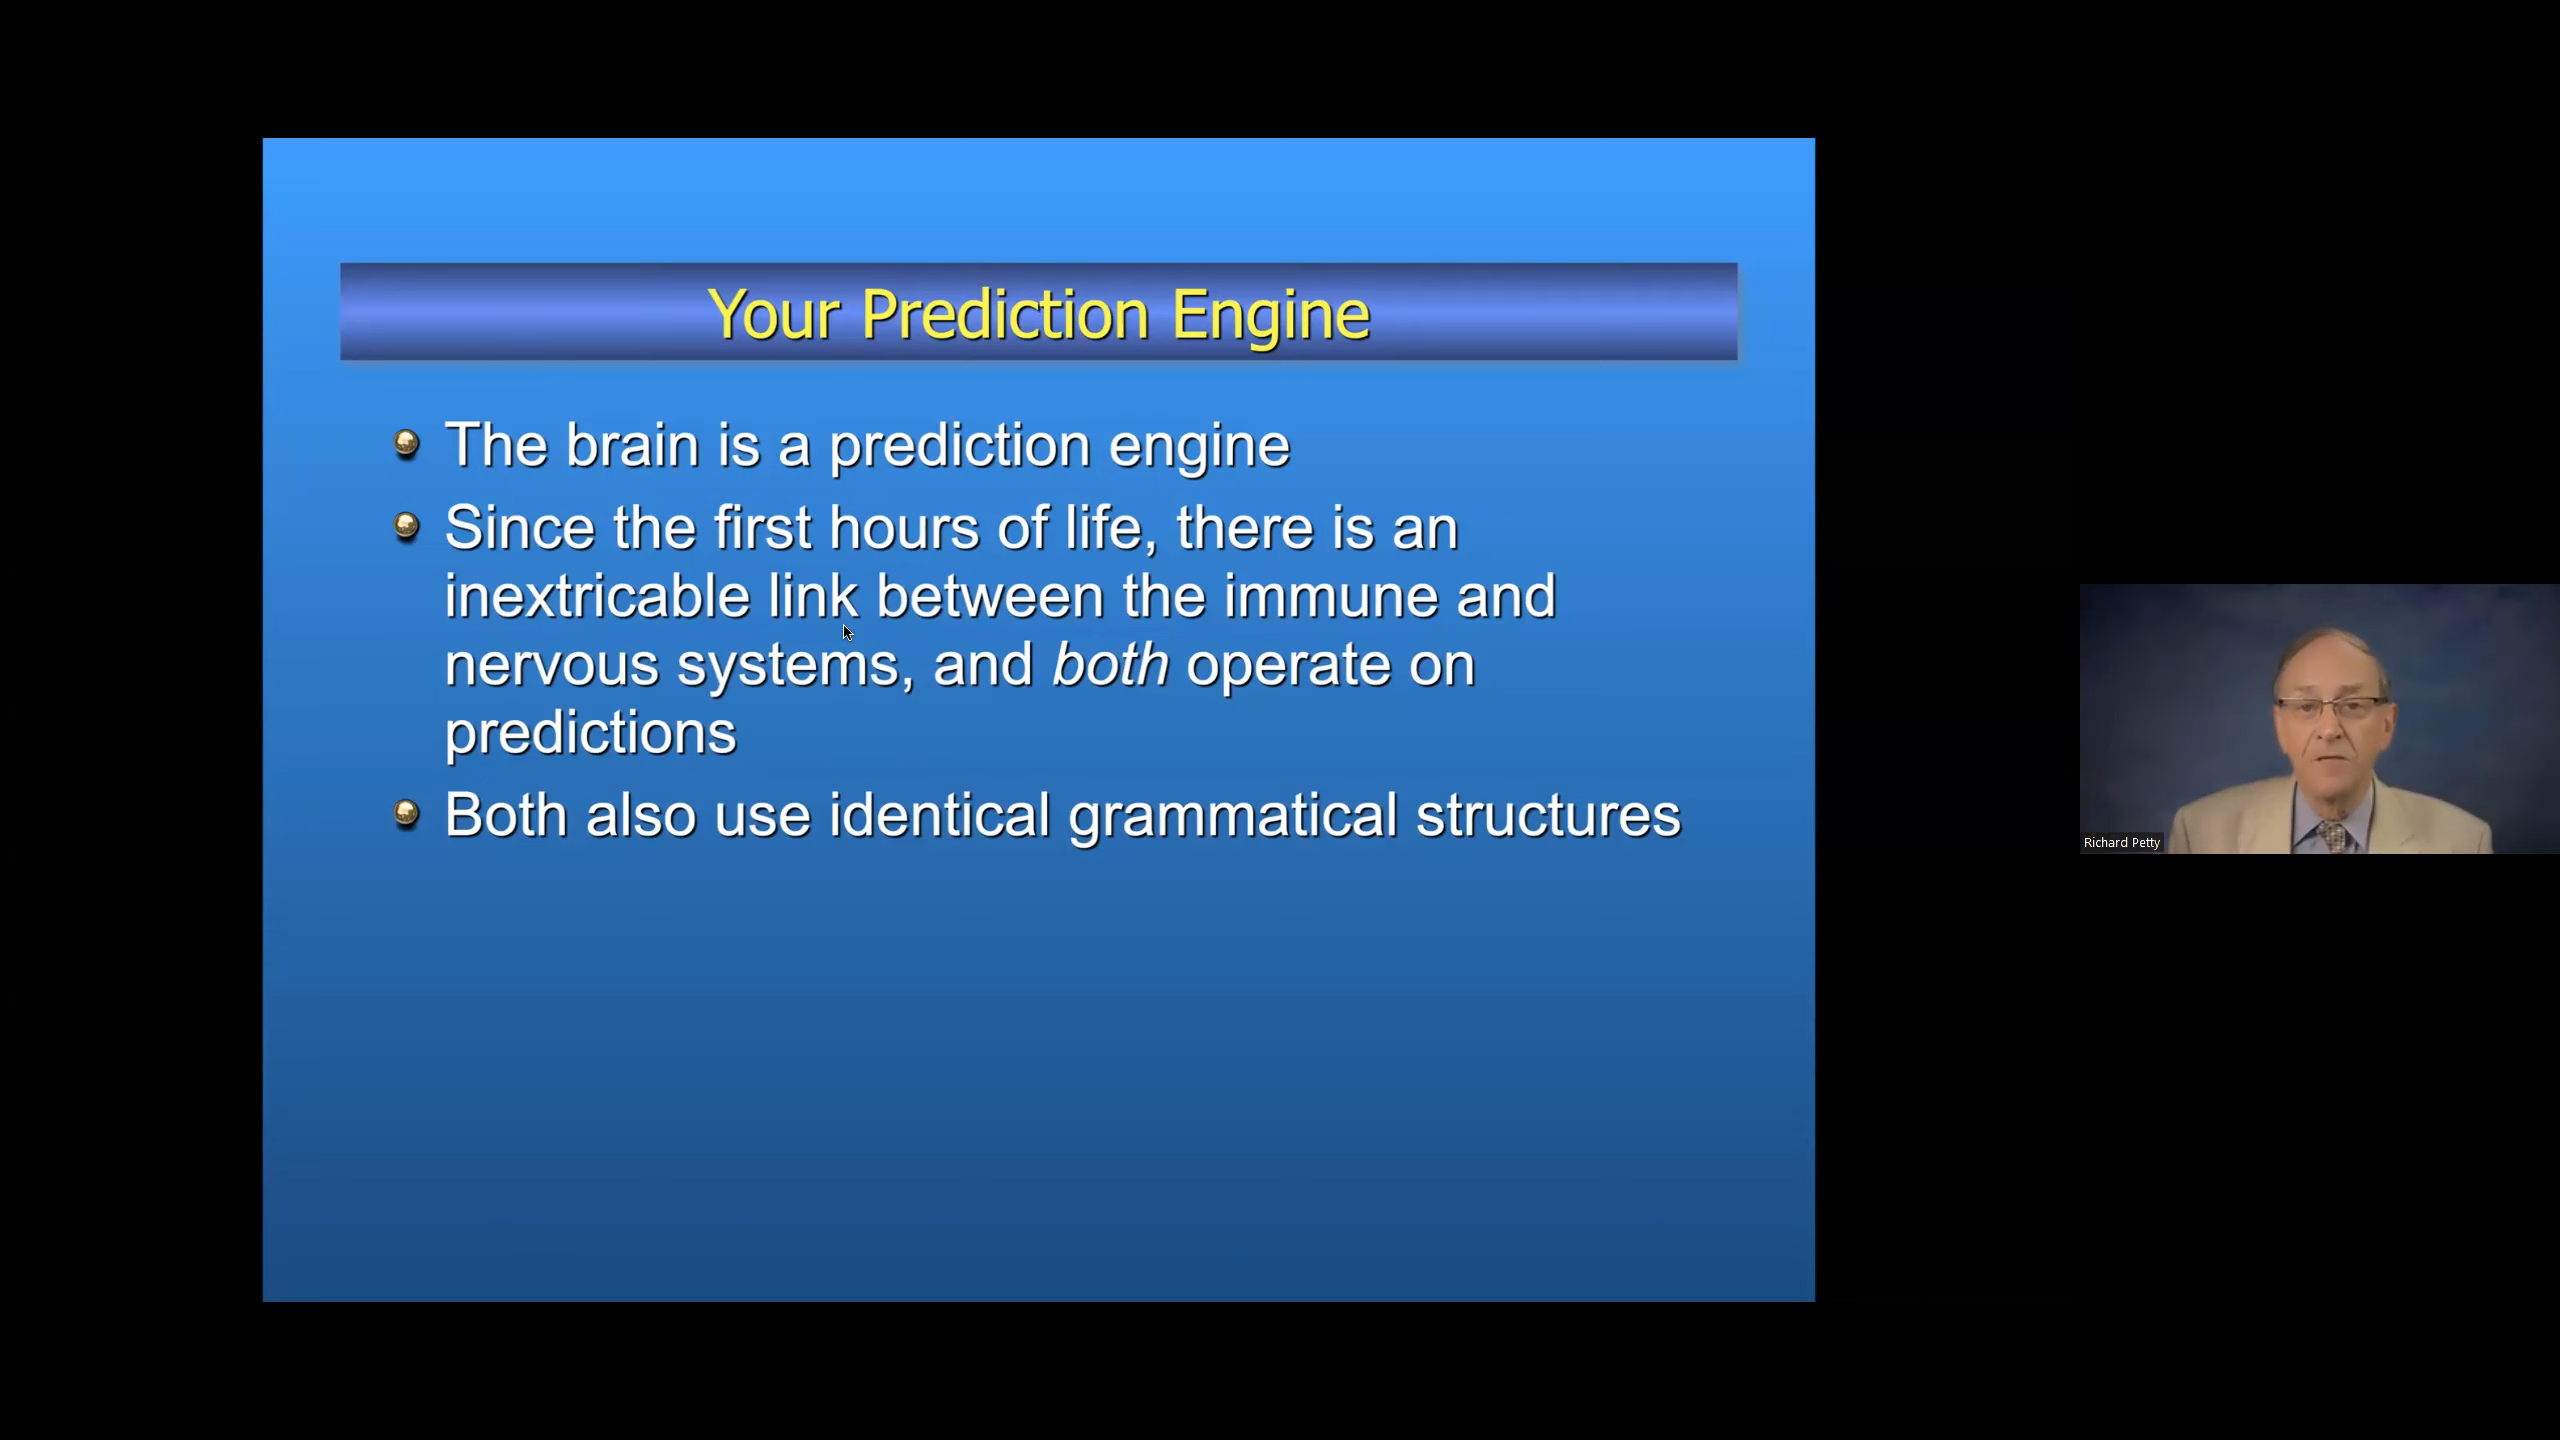 Your Prediction Engine
The brain is a prediction engine
Since the first hours of life, there is an
inextricable link between the immune and
nervous systems, and both operate on
predictions
Both also use identical grammatical structures
Richard Petty